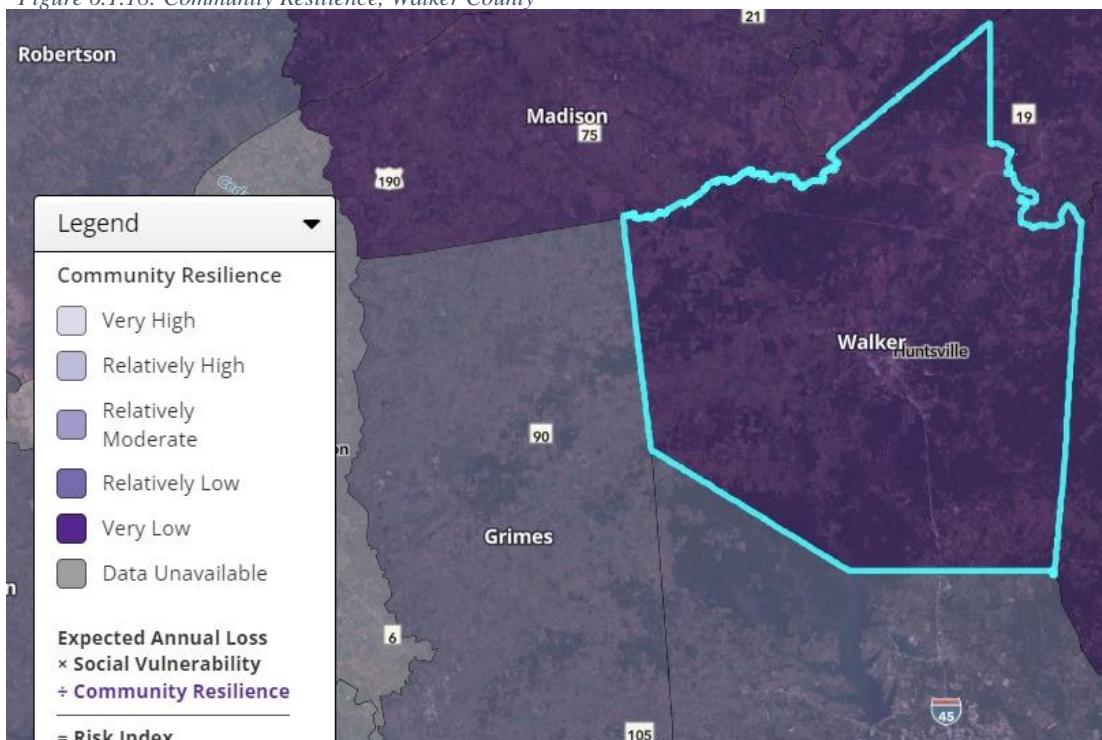 Figure 6.1.18: Community Resilience, Walker County
21
Robertson
Madison
75
19
190
Legend
Community Resilience
Very High
Relatively High
Relatively
Moderate
Relatively Low
Very Low
Data Unavailable
Expected Annual Loss
× Social Vulnerability
÷ Community Resilience
= Risk Index
Walker
Huntsville
90
on
Grimes
n
6
45
105